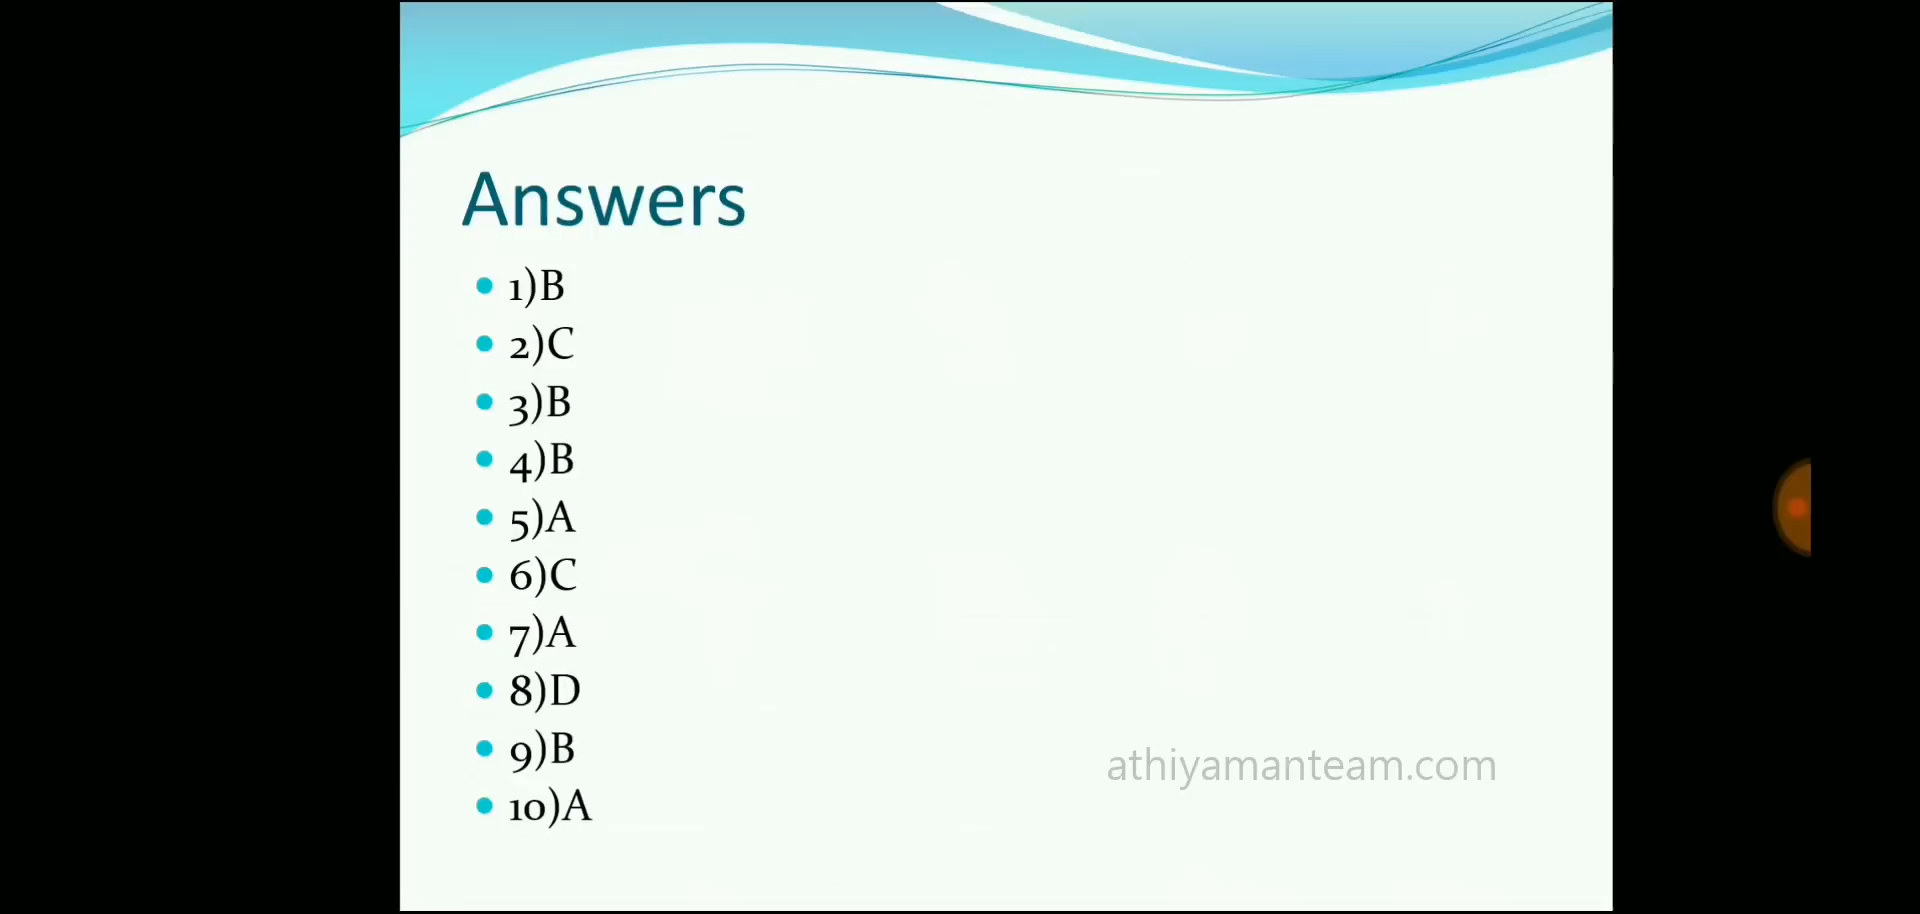 Answers
1)B
2)C
3)B
4)B
5)A
6)C
7)A
8)D
9)B
10)A
athiyamanteam.com